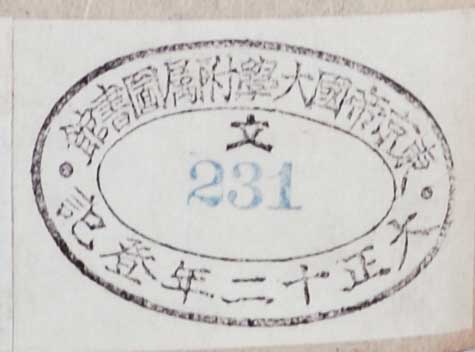 東京帝國大學附属圖書館
文
231
大正十二年登記